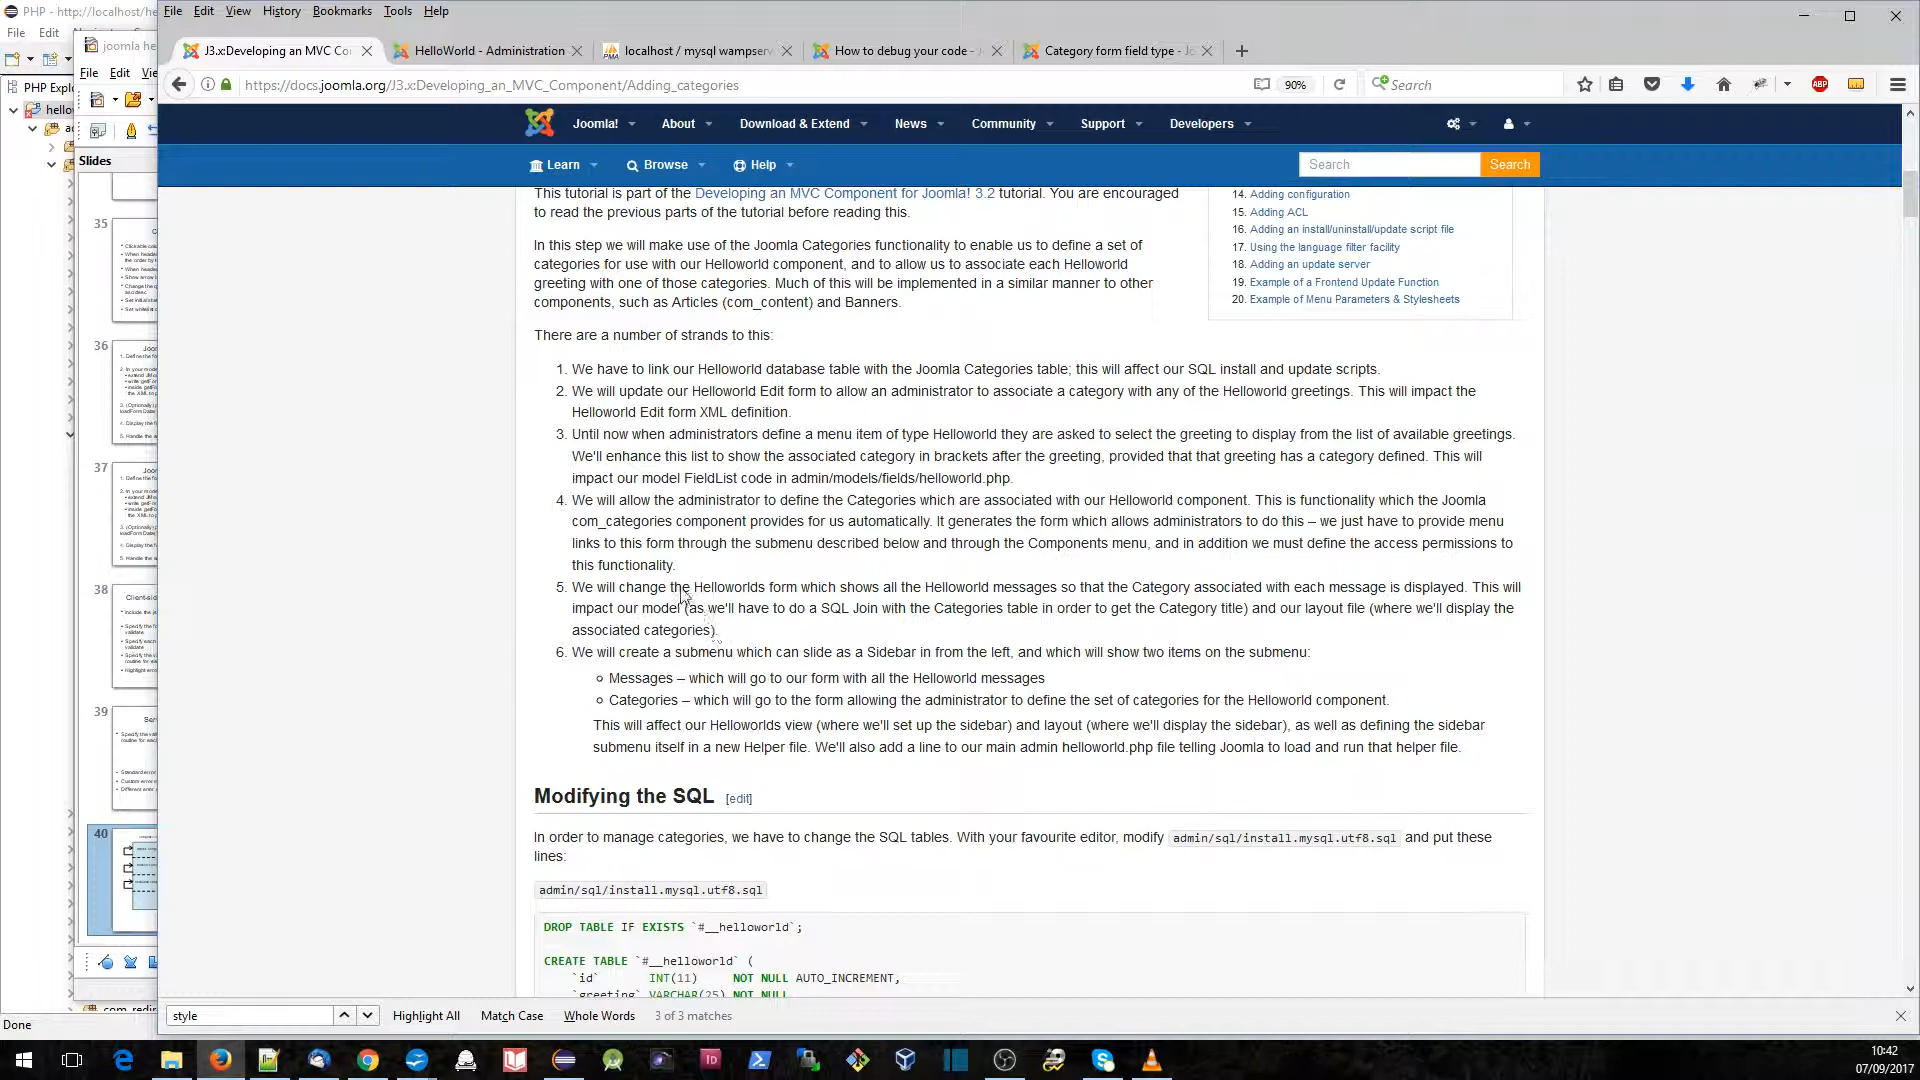 PHP - http://localhost/he
File Edit
joomla he
File Edit Vie
PHP Explo
hellow
Slides
35
36
37
38
39
40
Done
File Edit View History Bookmarks Tools Help
J3.x:Developing an MVC Co
HelloWorld - Administration
localhost / mysql wampserv
How to debug your code -
Category form field type - Jo
https://docs.joomla.org/J3.x:Developing_an_MVC_Component/Adding_categories
90%
Search
ABP
Joomla! About Download & Extend News Community Support Developers
Learn Browse Help
Search Search
This tutorial is part of the Developing an MVC Component for Joomla! 3.2 tutorial. You are encouraged
to read the previous parts of the tutorial before reading this.
In this step we will make use of the Joomla Categories functionality to enable us to define a set of
categories for use with our Helloworld component, and to allow us to associate each Helloworld
greeting with one of those categories. Much of this will be implemented in a similar manner to other
components, such as Articles (com_content) and Banners.
14. Adding configuration
15. Adding ACL
16. Adding an install/uninstall/update script file
17. Using the language filter facility
18. Adding an update server
19. Example of a Frontend Update Function
20. Example of Menu Parameters & Stylesheets
There are a number of strands to this:
1. We have to link our Helloworld database table with the Joomla Categories table; this will affect our SQL install and update scripts.
2. We will update our Helloworld Edit form to allow an administrator to associate a category with any of the Helloworld greetings. This will impact the
Helloworld Edit form XML definition.
3. Until now when administrators define a menu item of type Helloworld they are asked to select the greeting to display from the list of available greetings.
We'll enhance this list to show the associated category in brackets after the greeting, provided that that greeting has a category defined. This will
impact our model FieldList code in admin/models/fields/helloworld.php.
4. We will allow the administrator to define the Categories which are associated with our Helloworld component. This is functionality which the Joomla
com_categories component provides for us automatically. It generates the form which allows administrators to do this – we just have to provide menu
links to this form through the submenu described below and through the Components menu, and in addition we must define the access permissions to
this functionality.
5. We will change the Helloworlds form which shows all the Helloworld messages so that the Category associated with each message is displayed. This will
impact our model (as we'll have to do a SQL Join with the Categories table in order to get the Category title) and our layout file (where we'll display the
associated categories).
6. We will create a submenu which can slide as a Sidebar in from the left, and which will show two items on the submenu:
Messages – which will go to our form with all the Helloworld messages
Categories – which will go to the form allowing the administrator to define the set of categories for the Helloworld component.
This will affect our Helloworlds view (where we'll set up the sidebar) and layout (where we'll display the sidebar), as well as defining the sidebar
submenu itself in a new Helper file. We'll also add a line to our main admin helloworld.php file telling Joomla to load and run that helper file.
Modifying the SQL [edit]
In order to manage categories, we have to change the SQL tables. With your favourite editor, modify admin/sql/install.mysql.utf8.sql and put these
lines:
admin/sql/install.mysql.utf8.sql
DROP TABLE IF EXISTS `#__helloworld`;
CREATE TABLE `#__helloworld` (
`id` INT(11) NOT NULL AUTO_INCREMENT,
`greeting` VARCHAR(25) NOT NULL
style
Highlight All Match Case Whole Words 3 of 3 matches
10:42
07/09/2017